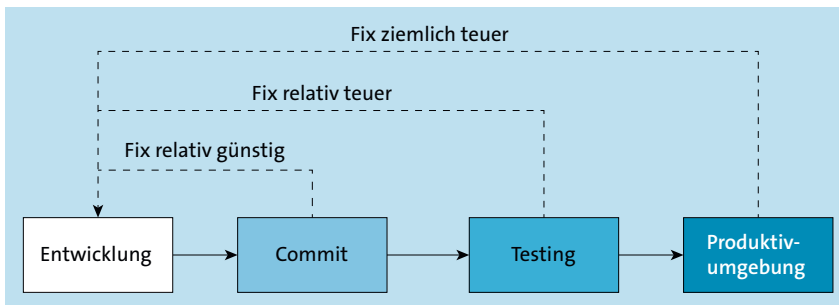 Fix ziemlich teuer
Fix relativ teuer
Fix relativ günstig
Entwicklung
Commit
Testing
Produktiv-
umgebung